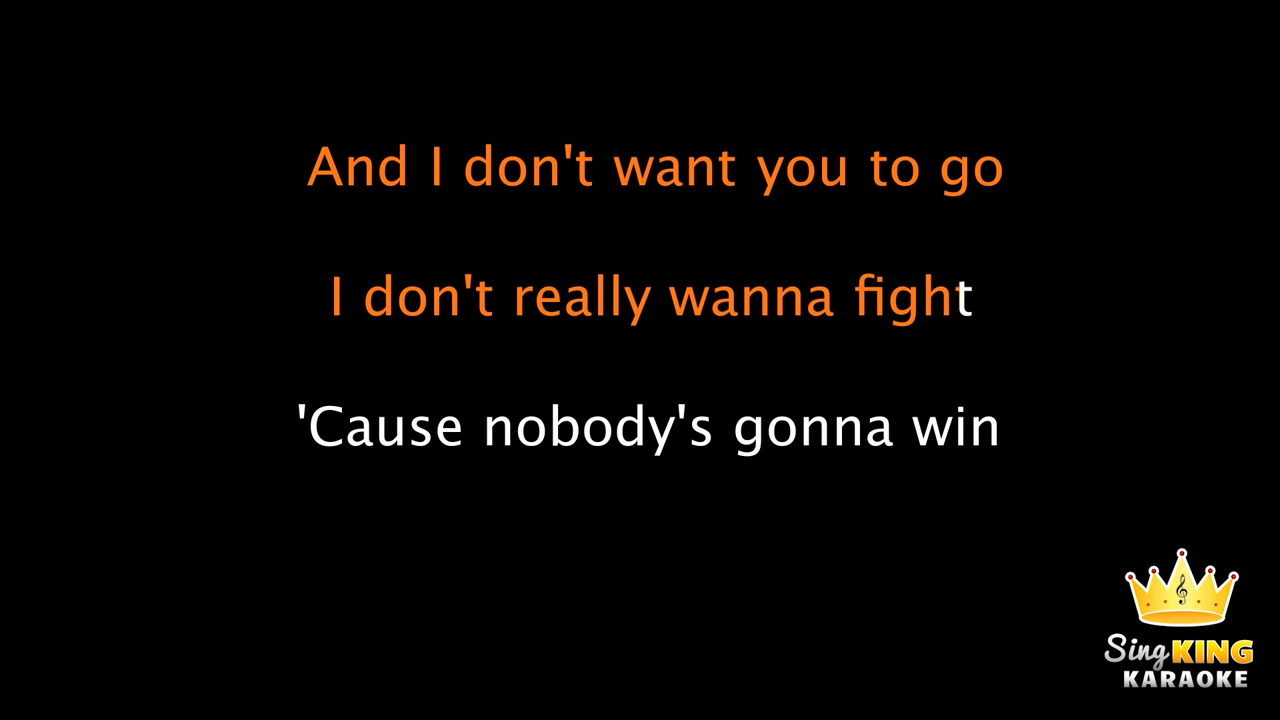 And I don't want you to go
I don't really wanna fight
'Cause nobody's gonna win
Sing KING
KARAOKE